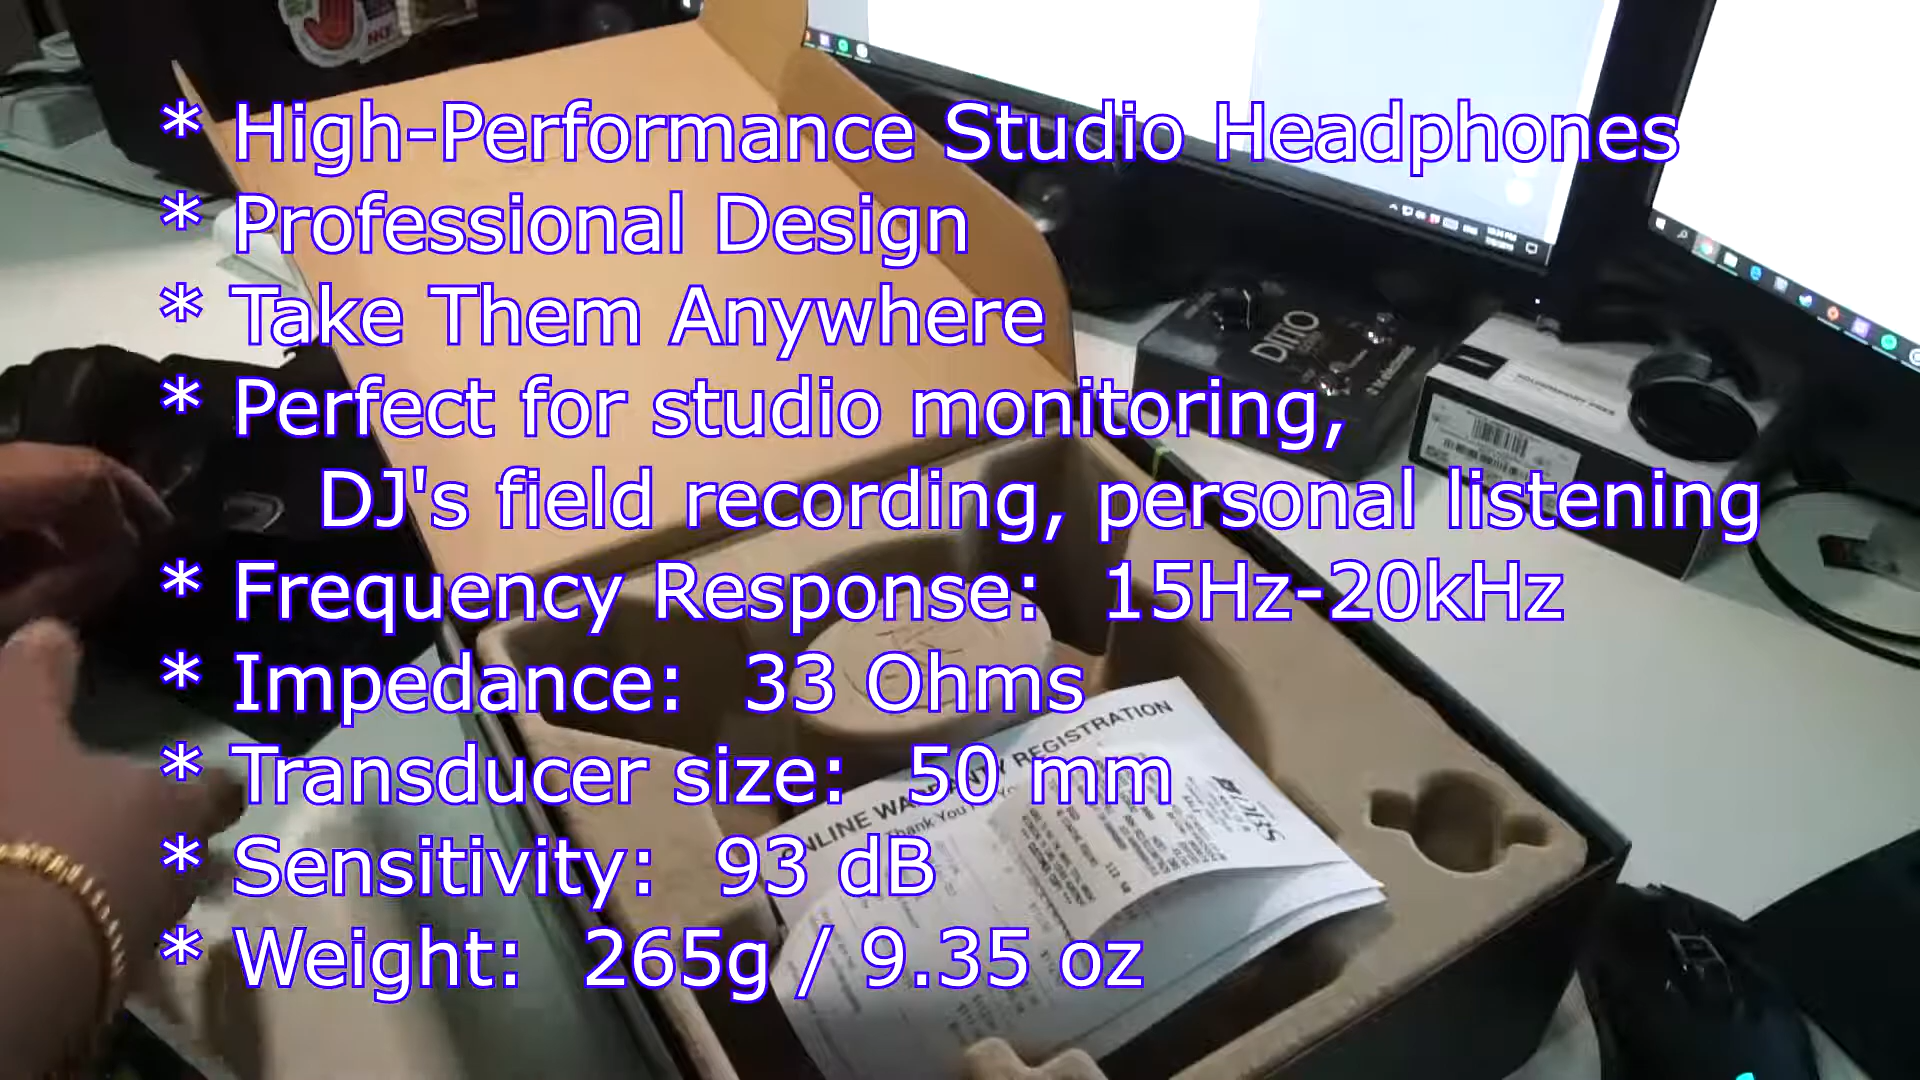 * High-Performance Studio Headphones
* Professional Design
* Take Them Anywhere
* Perfect for studio monitoring,
DJ's field recording, personal listening
* Frequency Response: 15Hz-20kHz
* Impedance: 33 Ohms
* Transducer size: 50 mm
* Sensitivity: 93 dB
* Weight: 265g / 9.35 oz
DITTO
ONLINE WARRANTY REGISTRATION
Thank You